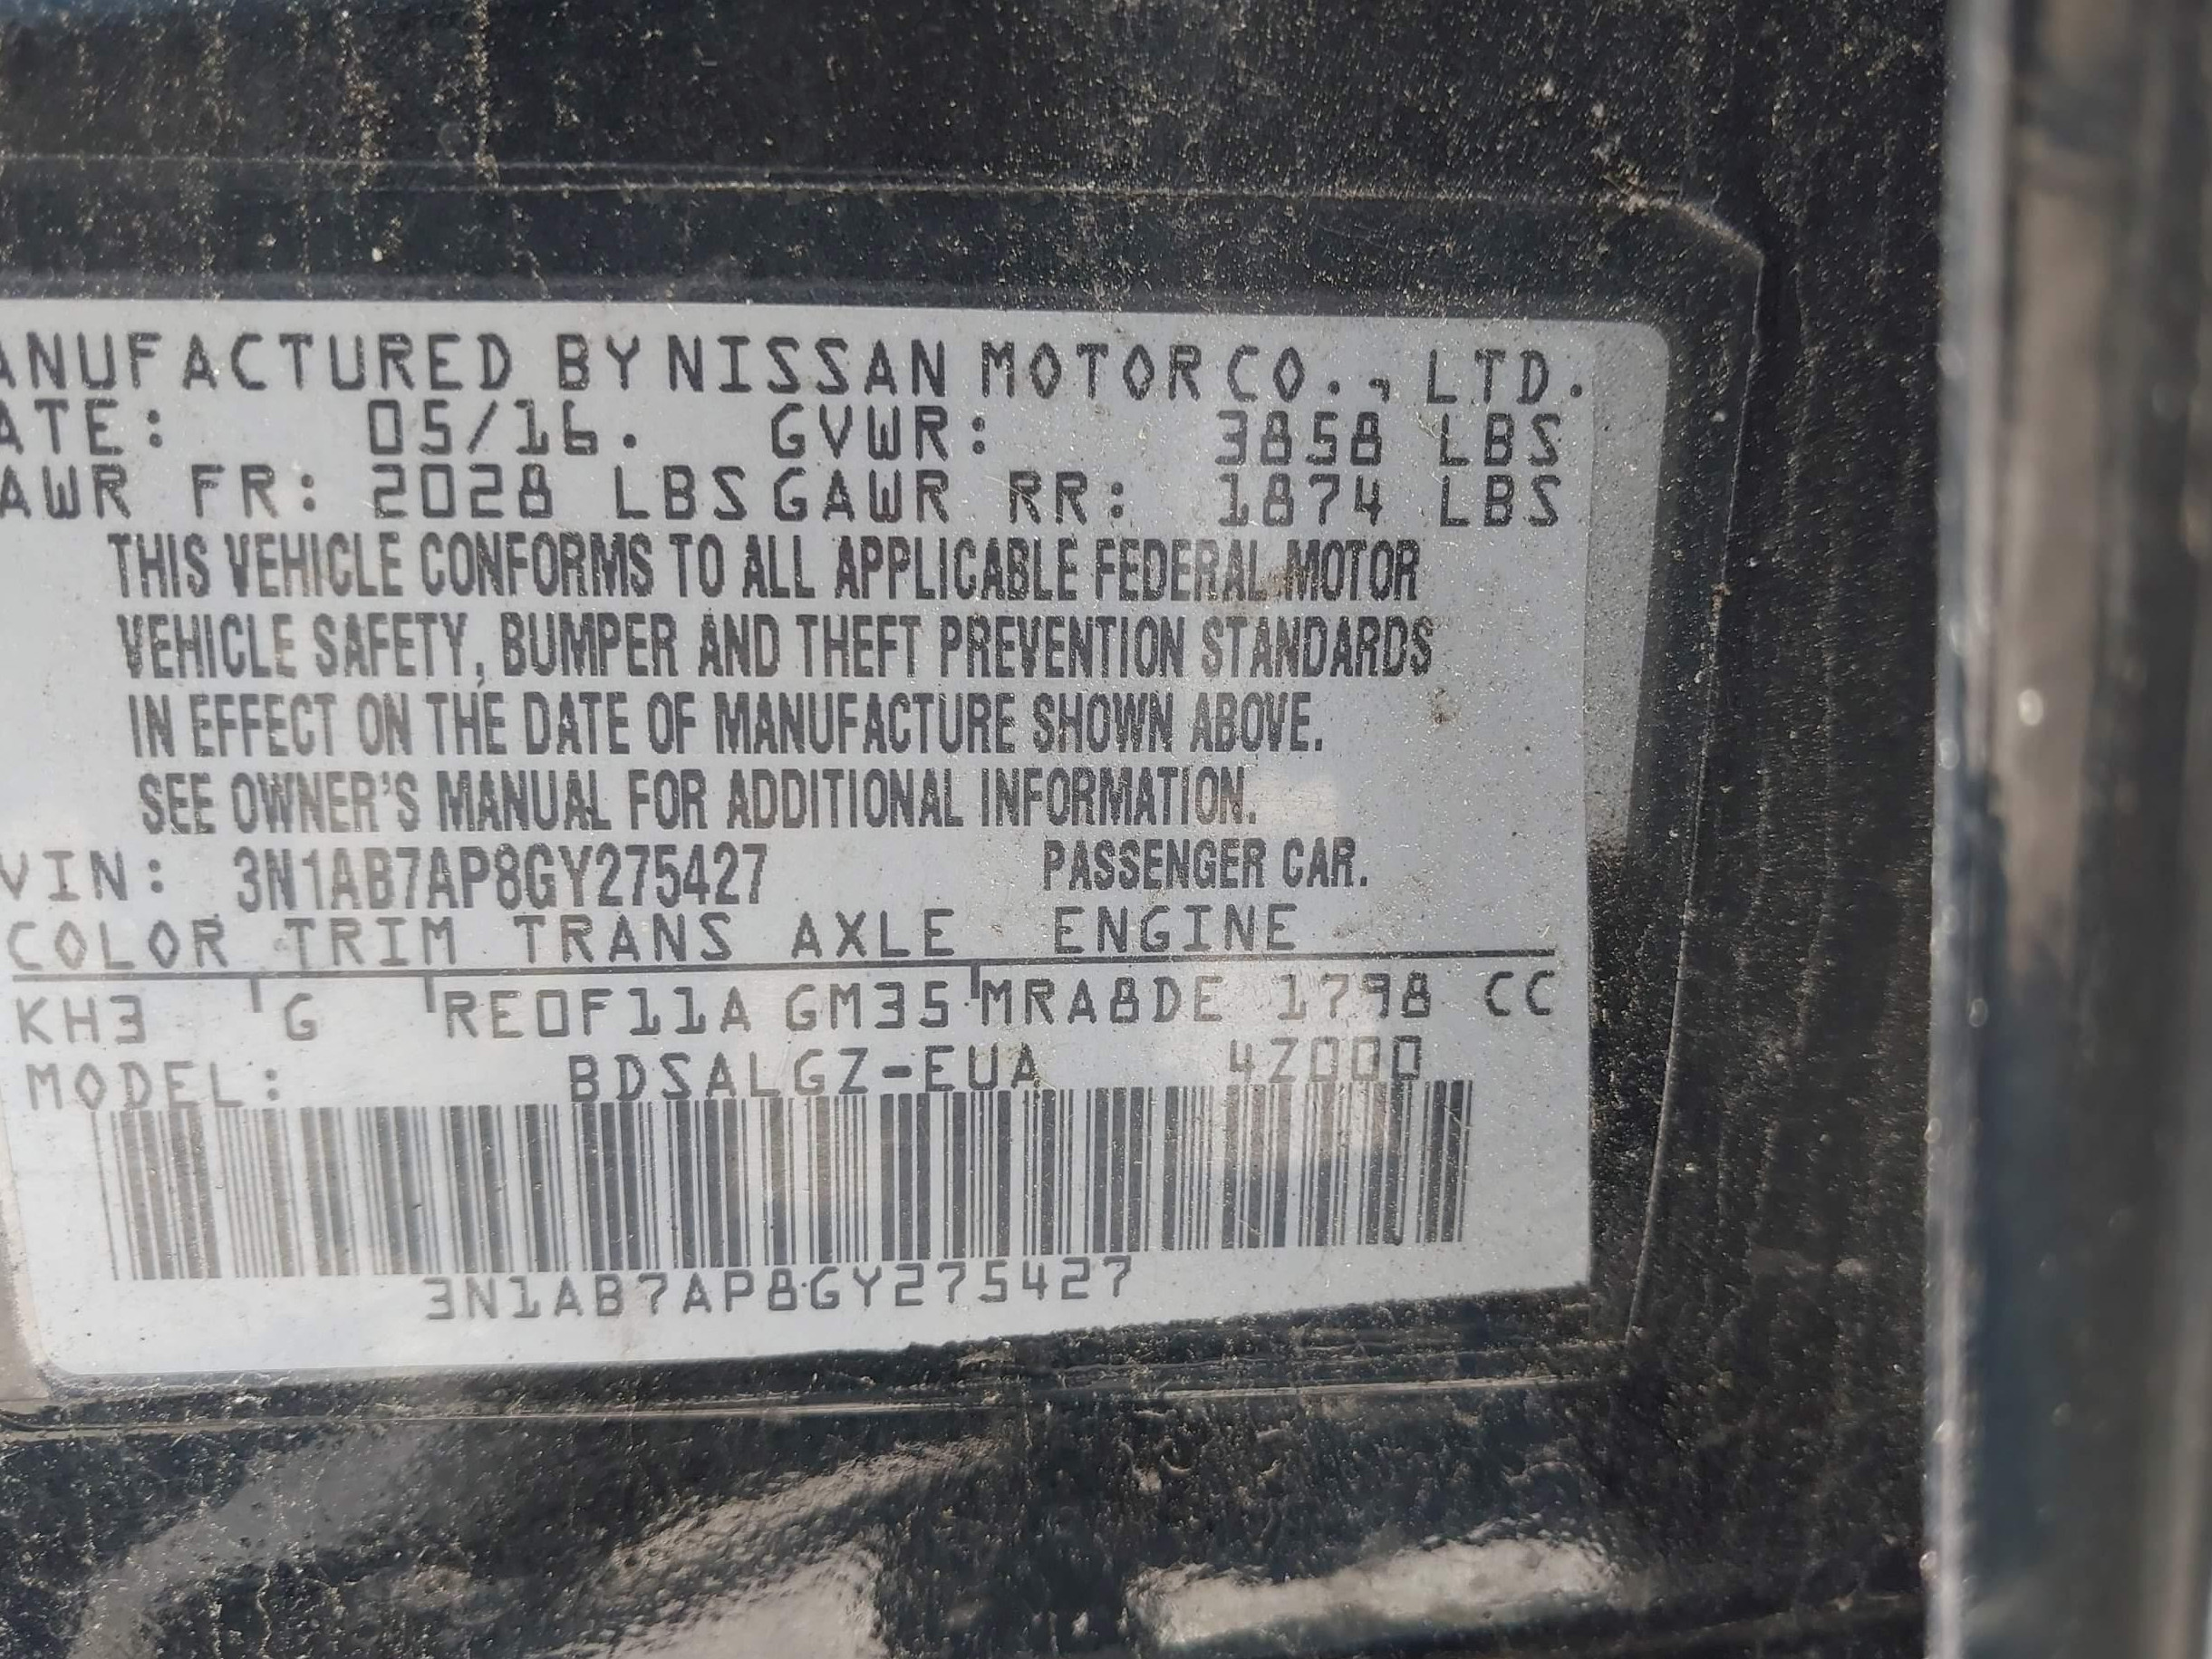 ANUFACTURED BY NISSAN MOTOR CO., LTD.
ATE: 05/16. GVWR: 3858 LBS
AWR FR: 2028 LBS GAWR RR: 1874 LBS
THIS VEHICLE CONFORMS TO ALL APPLICABLE FEDERAL MOTOR
VEHICLE SAFETY, BUMPER AND THEFT PREVENTION STANDARDS
IN EFFECT ON THE DATE OF MANUFACTURE SHOWN ABOVE.
SEE OWNER'S MANUAL FOR ADDITIONAL INFORMATION.
VIN: 3N1AB7AP8GY275427 PASSENGER CAR.
COLOR TRIM TRANS AXLE ENGINE
KH3 G RE0F11A GM35 MRA8DE 1798 CC
MODEL: BDSALGZ-EUA 4Z000
3N1AB7AP8GY275427